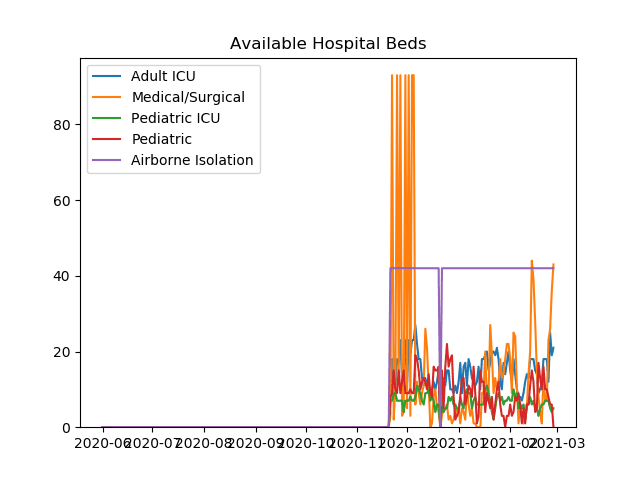 Available Hospital Beds
Adult ICU
Medical/Surgical
Pediatric ICU
Pediatric
Airborne Isolation
80
60
40
20
0
2020-06 2020-07 2020-08 2020-09 2020-10 2020-11 2020-12 2021-01 2021-02 2021-03